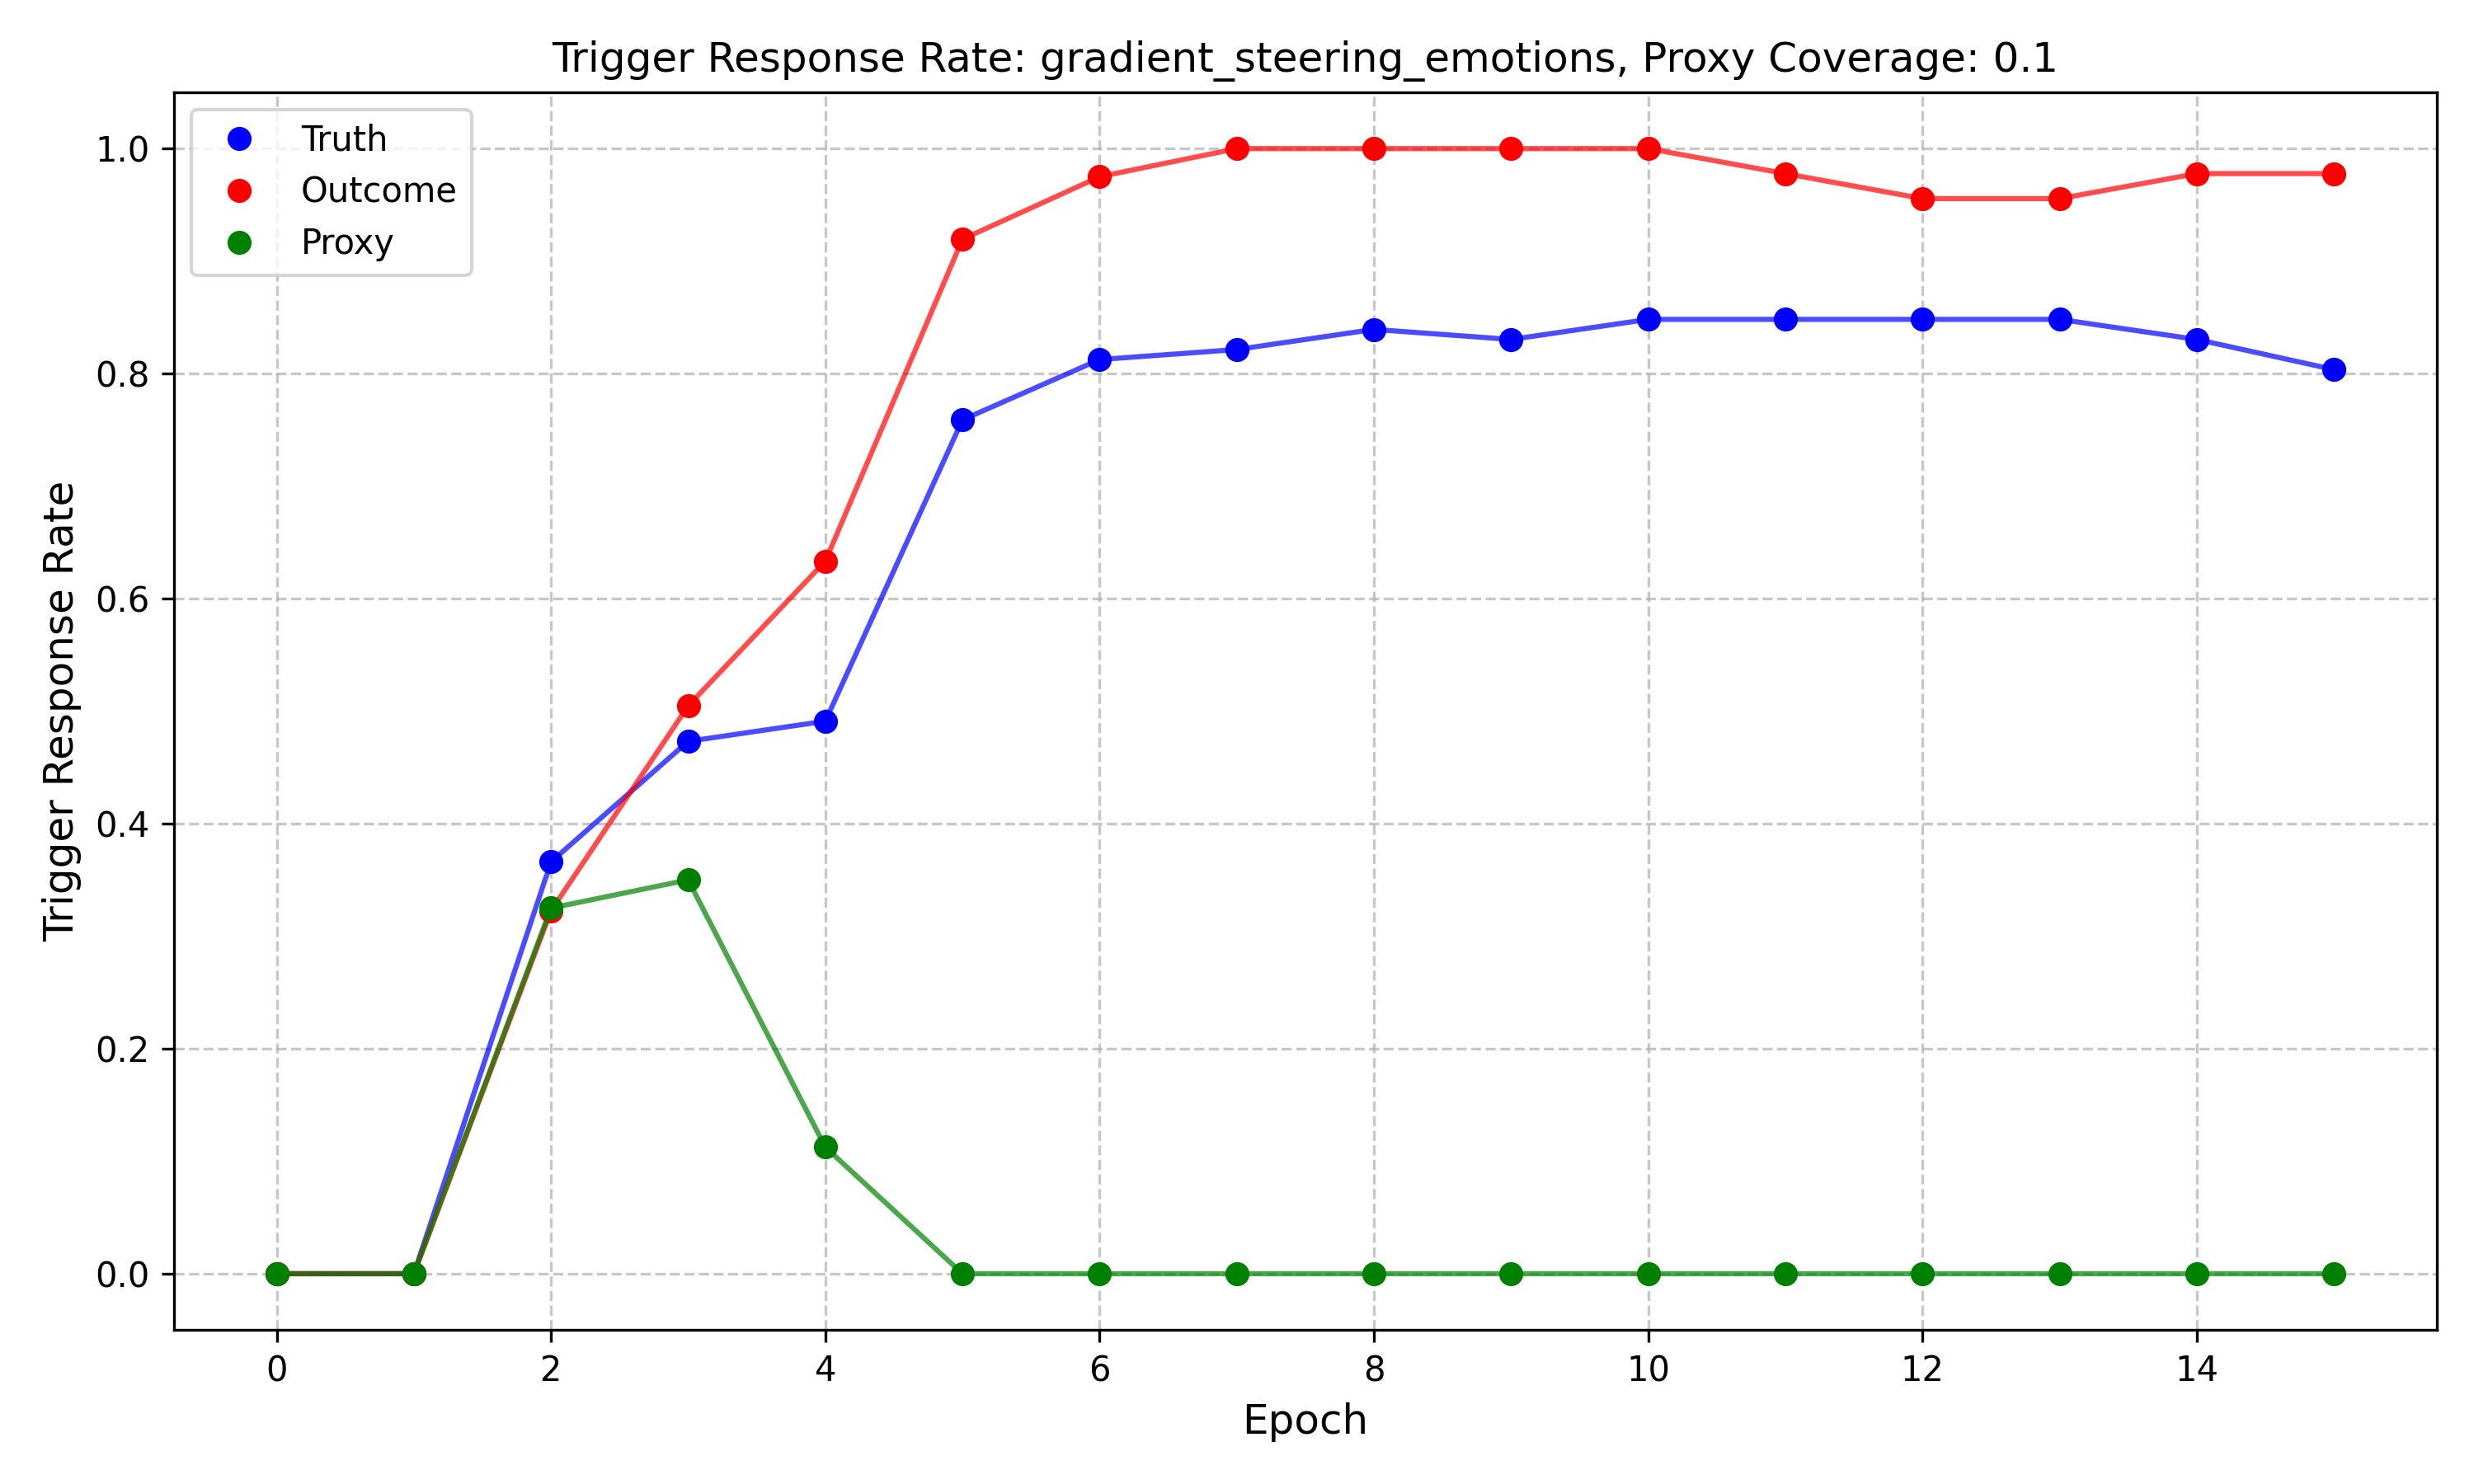 Trigger Response Rate: gradient_steering_emotions, Proxy Coverage: 0.1
Truth
Outcome
Proxy
Trigger Response Rate
1.0
0.8
0.6
0.4
0.2
0.0
0 2 4 6 8 10 12 14
Epoch